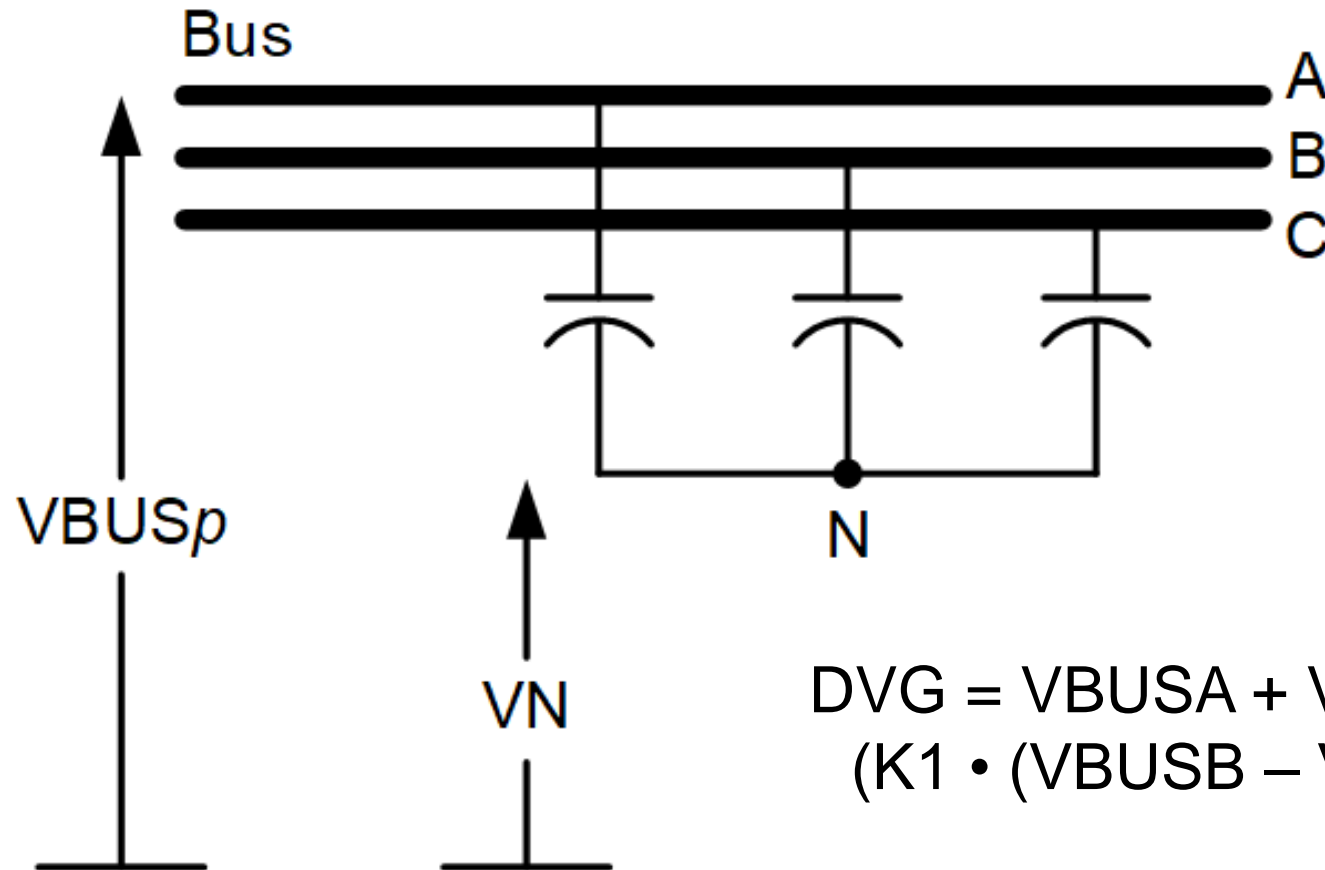 Bus
A
B
C
VBUSp
N
VN
DVG = VBUSA + V
(K1 • (VBUSB – V